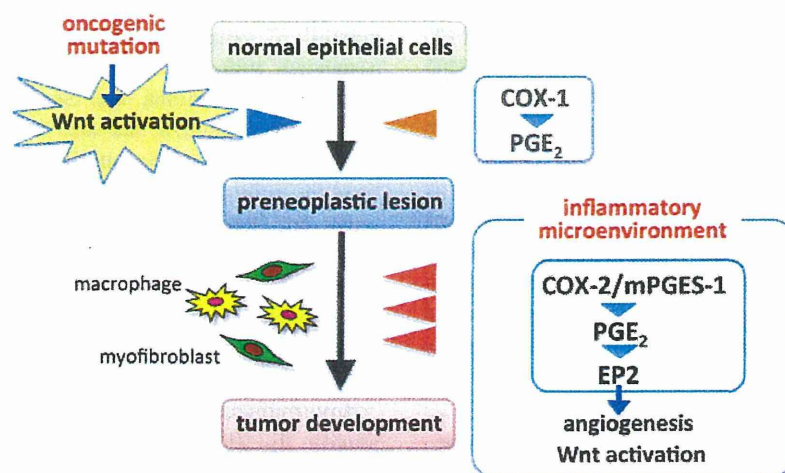 oncogenic
mutation
Wnt activation
normal epithelial cells
COX-1
PGE2
preneoplastic lesion
inflammatory
microenvironment
macrophage
myofibroblast
COX-2/mPGES-1
PGE2
EP2
angiogenesis
Wnt activation
tumor development